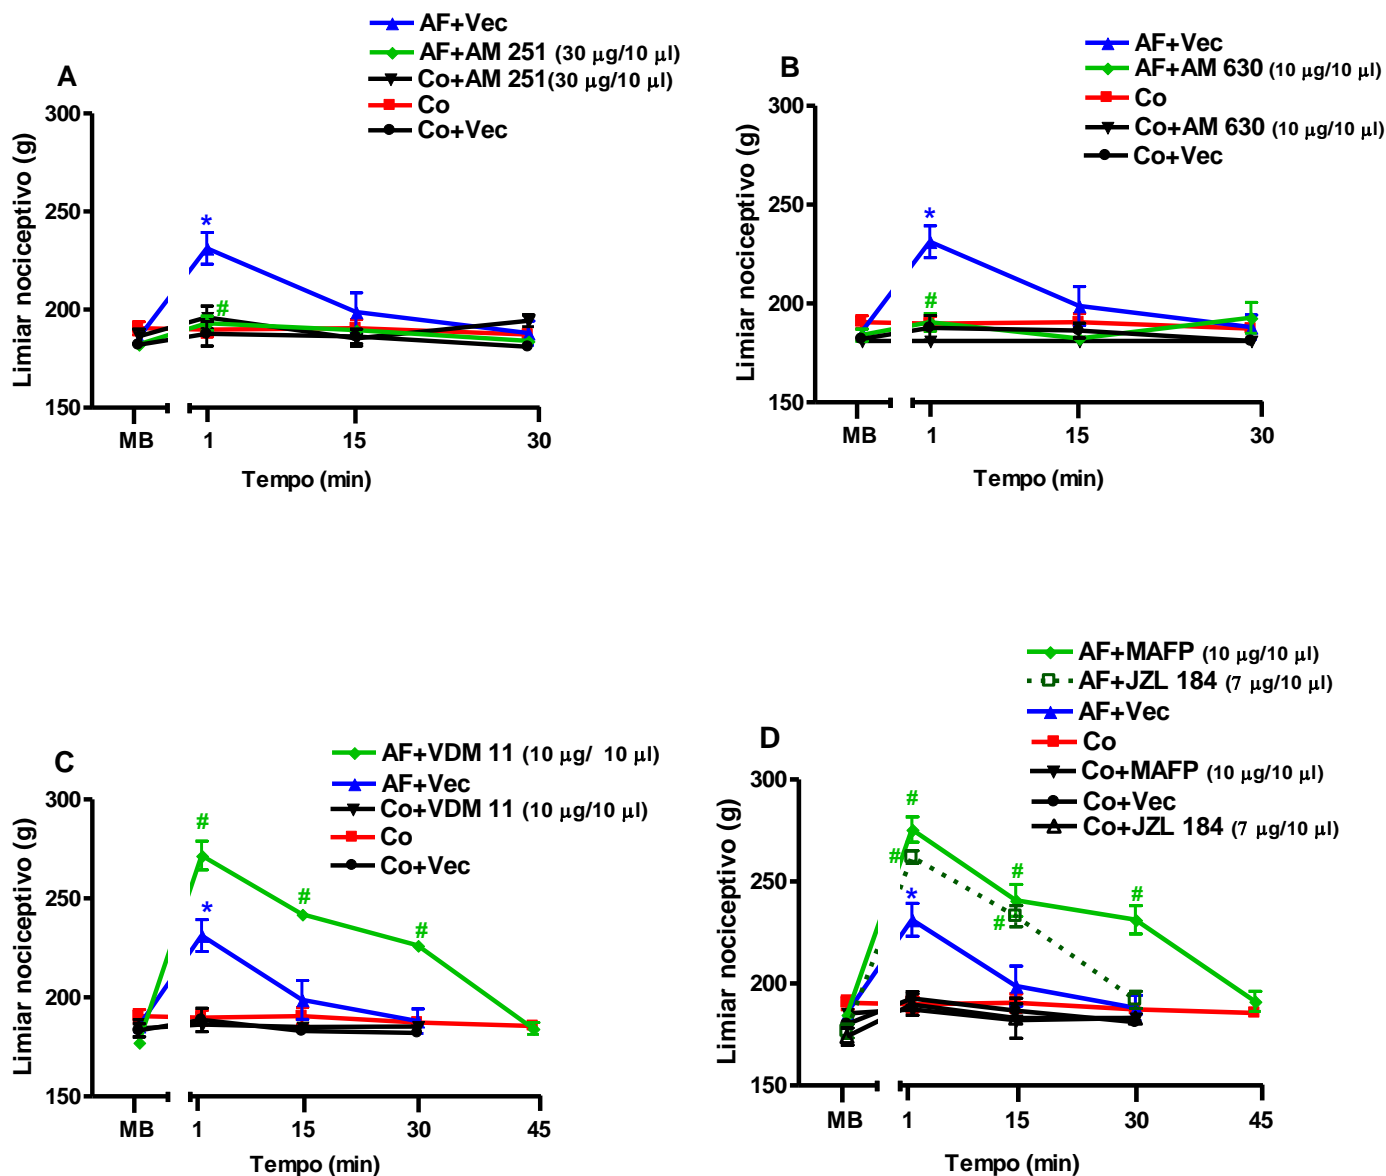 A
AF+Vec
AF+AM 251 (30 µg/10 µl)
Co+AM 251(30 µg/10 µl)
Co
Co+Vec
Limiar nociceptivo (g)
300
250
200
150
*
#
MB 1 15 30
Tempo (min)
B
AF+Vec
AF+AM 630 (10 µg/10 µl)
Co
Co+AM 630 (10 µg/10 µl)
Co+Vec
Limiar nociceptivo (g)
300
250
200
150
*
#
MB 1 15 30
Tempo (min)
C
AF+VDM 11 (10 µg/ 10 µl)
AF+Vec
Co+VDM 11 (10 µg/10 µl)
Co
Co+Vec
Limiar nociceptivo (g)
300
250
200
150
#
#
*
#
MB 1 15 30 45
Tempo (min)
D
AF+MAFP (10 µg/10 µl)
AF+JZL 184 (7 µg/10 µl)
AF+Vec
Co
Co+MAFP (10 µg/10 µl)
Co+Vec
Co+JZL 184 (7 µg/10 µl)
Limiar nociceptivo (g)
300
250
200
150
#
#
#
*
#
#
MB 1 15 30 45
Tempo (min)